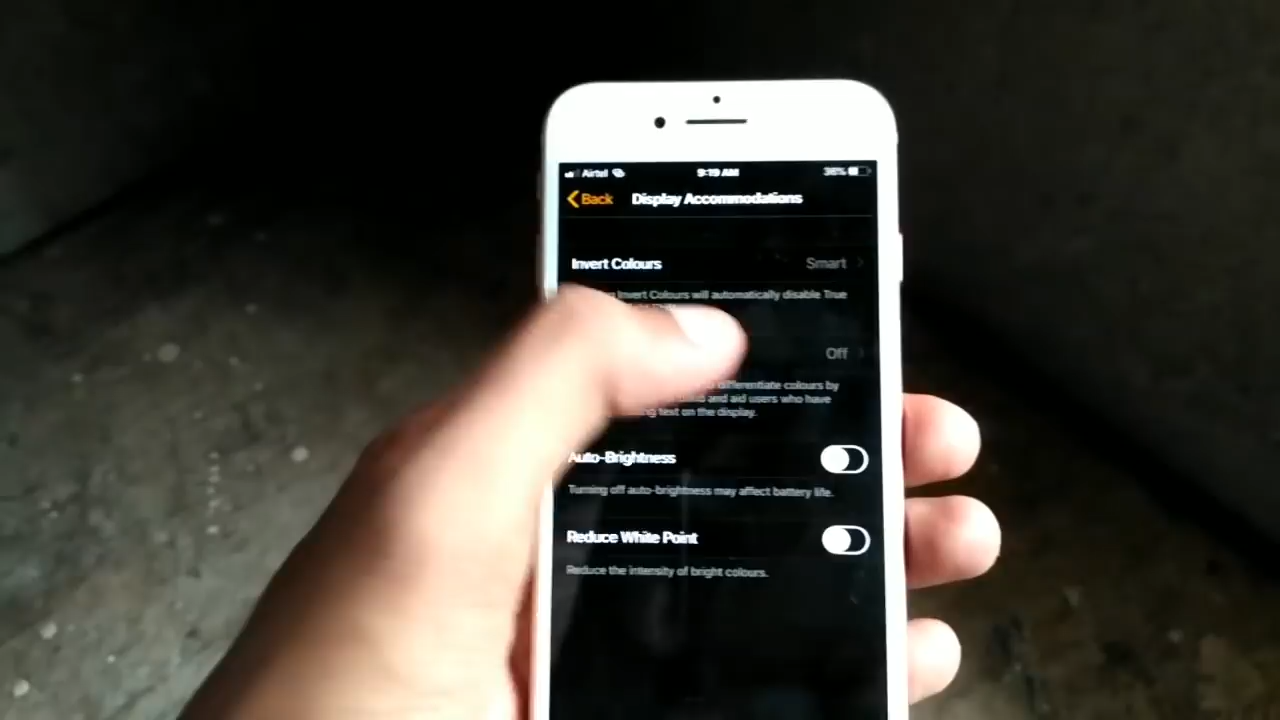 Airtel 9:19 AM 36%
Back Display Accommodations
Invert Colours Smart
Invert Colours will automatically disable True
Off
differentiate colours by
and aid users who have
text on the display.
Auto-Brightness
Turning off auto-brightness may affect battery life.
Reduce White Point
Reduce the intensity of bright colours.